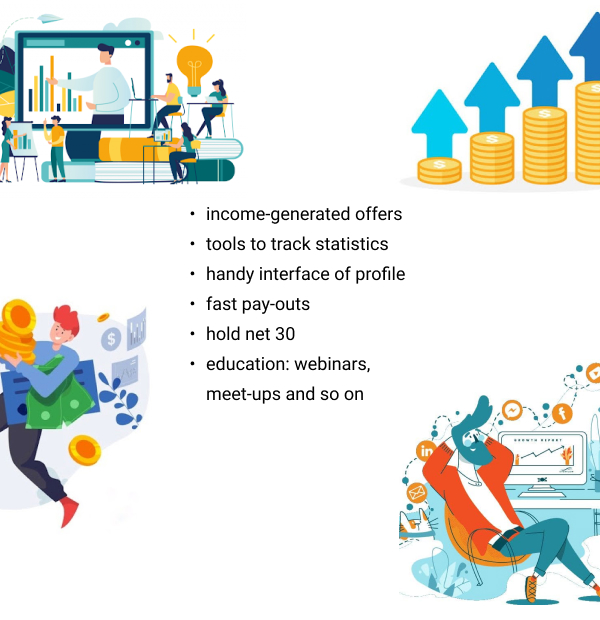 • income-generated offers
• tools to track statistics
• handy interface of profile
• fast pay-outs
• hold net 30
• education: webinars,
meet-ups and so on
GROWTH REPORT